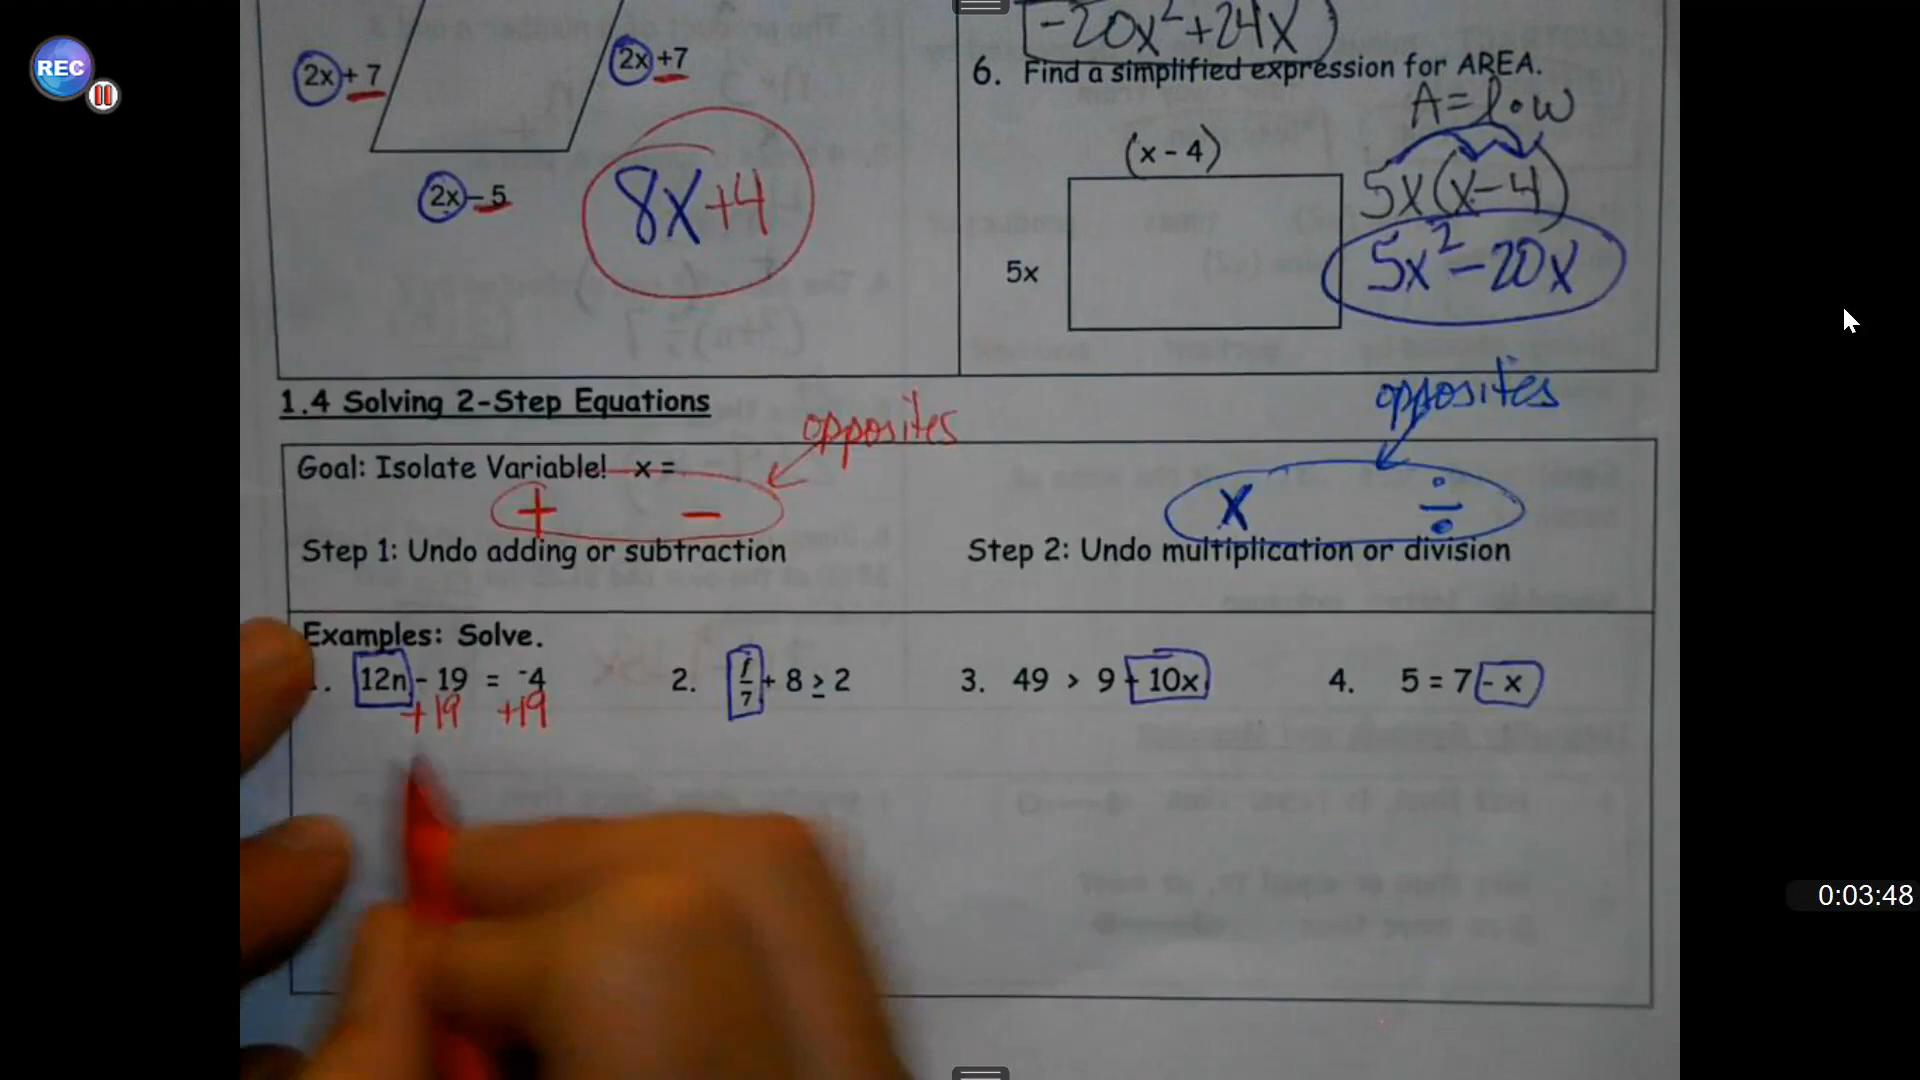 REC
-20x²+24x
2x + 7
2x +7
6. Find a simplified expression for AREA.
A = l • w
(x - 4)
2x - 5
8x+4
5x(x-4)
5x
5x²-20x
1.4 Solving 2-Step Equations
opposites
opposites
Goal: Isolate Variable! x =
+ -
x ÷
Step 1: Undo adding or subtraction
Step 2: Undo multiplication or division
Examples: Solve.
1. 12n - 19 = -4
+19 +19
2. f/7 + 8 ≥ 2
3. 49 > 9 - 10x
4. 5 = 7 - x
0:03:48